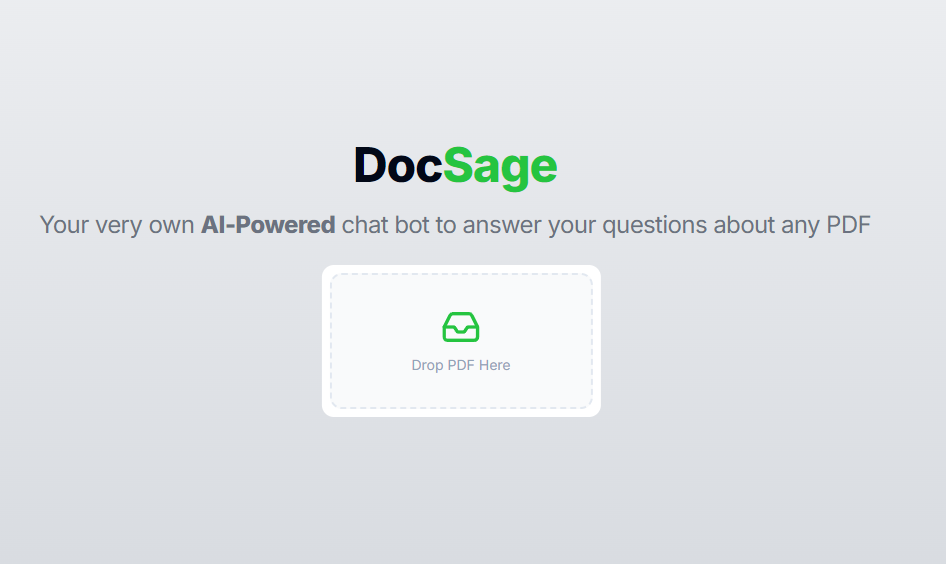 DocSage
Your very own AI-Powered chat bot to answer your questions about any PDF
Drop PDF Here